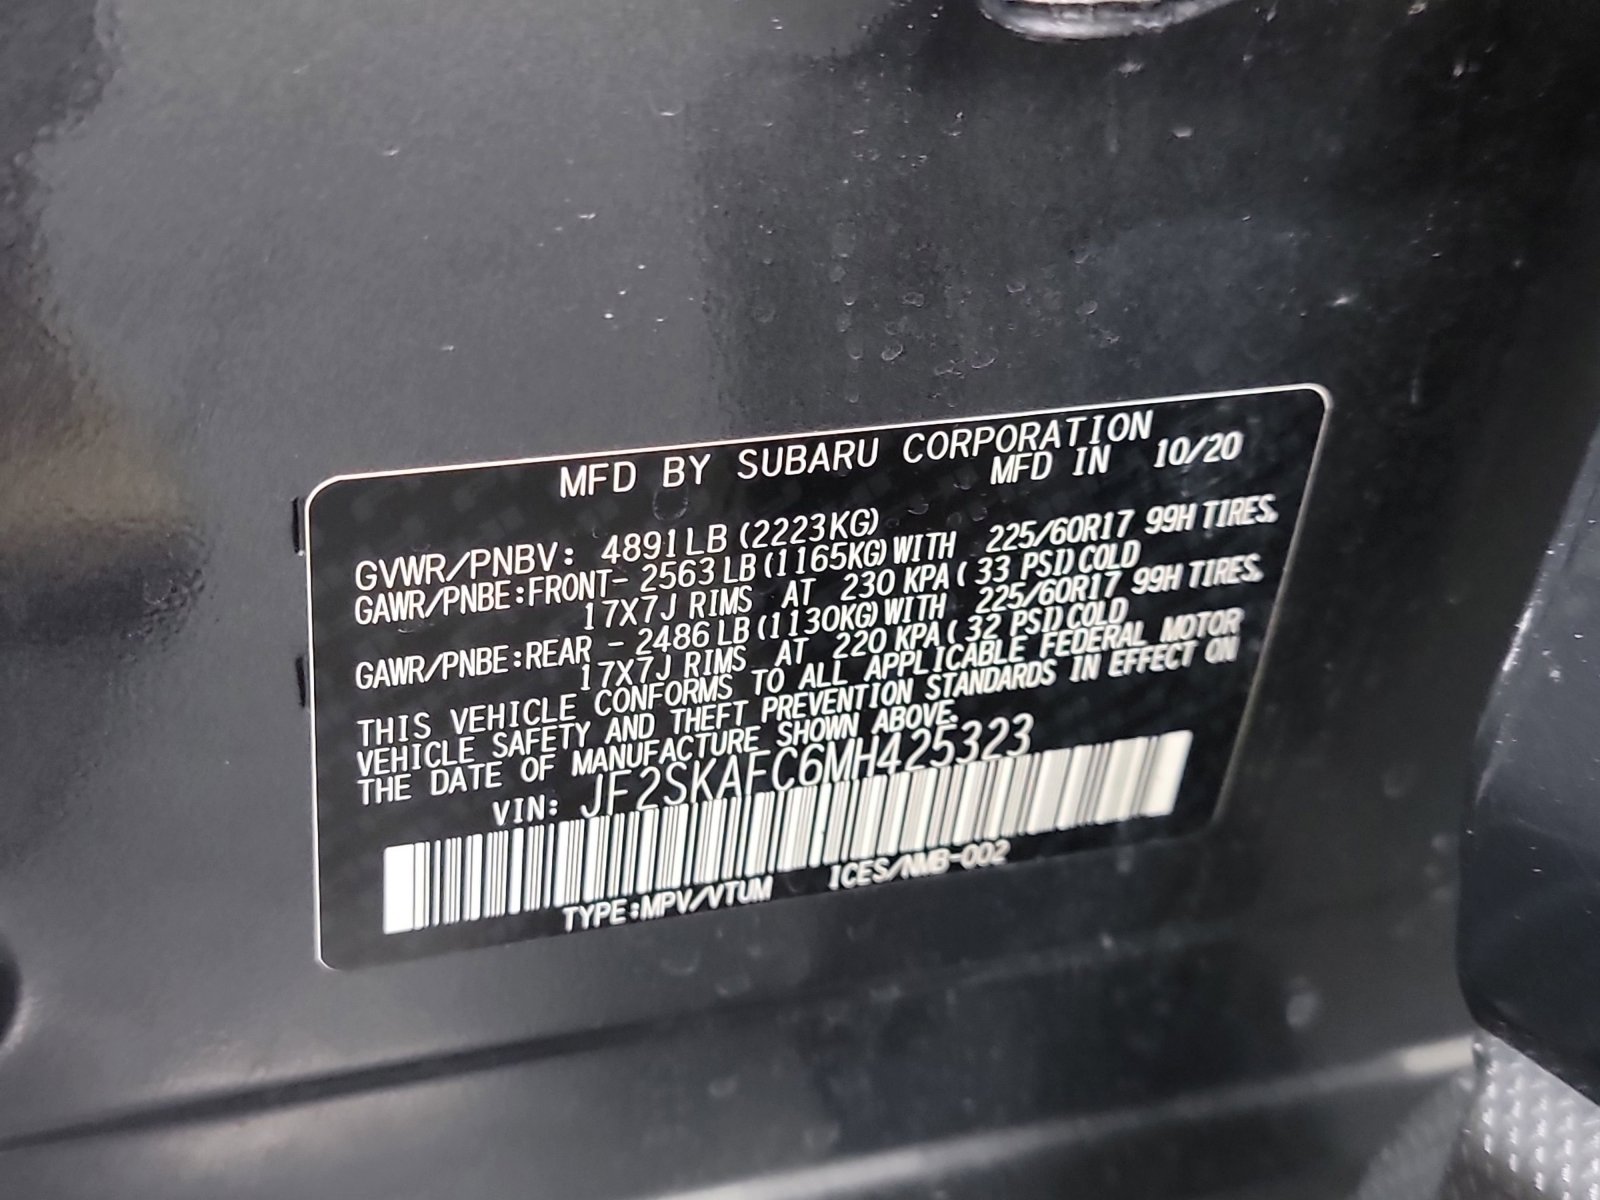 MFD BY SUBARU CORPORATION
MFD IN 10/20
GVWR/PNBV: 4891LB (2223KG)
GAWR/PNBE:FRONT- 2563LB(1165KG)WITH 225/60R17 99H TIRES,
17X7J RIMS AT 230 KPA( 33 PSI)COLD
GAWR/PNBE:REAR - 2486LB(1130KG)WITH 225/60R17 99H TIRES,
17X7J RIMS AT 220 KPA( 32 PSI)COLD
THIS VEHICLE CONFORMS TO ALL APPLICABLE FEDERAL MOTOR
VEHICLE SAFETY AND THEFT PREVENTION STANDARDS IN EFFECT ON
THE DATE OF MANUFACTURE SHOWN ABOVE.
VIN: JF2SKAFC6MH425323
TYPE:MPV/VTUM ICES/NMB-002